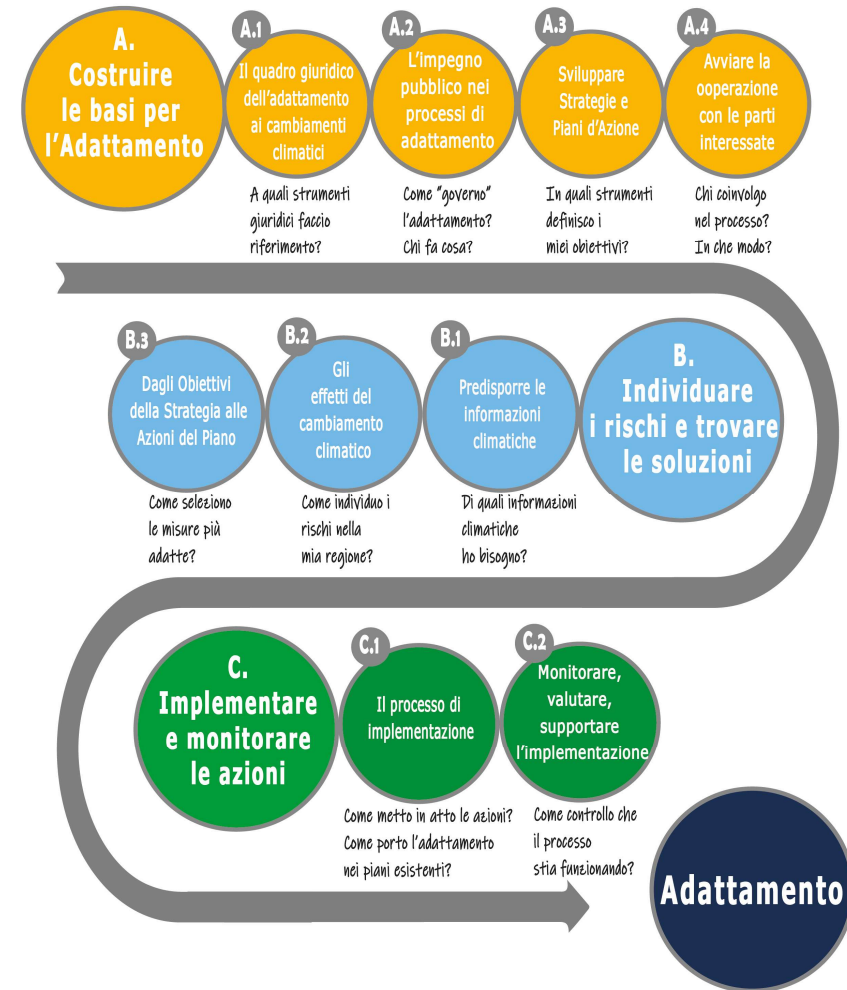 A.
Costruire
le basi per
l'Adattamento
A.1
Il quadro giuridico
dell'adattamento
ai cambiamenti
climatici
A quali strumenti
giuridici faccio
riferimento?
A.2
L'impegno
pubblico nei
processi di
adattamento
Come "governo"
l'adattamento?
Chi fa cosa?
A.3
Sviluppare
Strategie e
Piani d'Azione
In quali strumenti
definisco i
miei obiettivi?
A.4
Avviare la
ooperazione
con le parti
interessate
Chi coinvolgo
nel processo?
In che modo?
B.
Individuare
i rischi e trovare
le soluzioni
B.1
Predisporre le
informazioni
climatiche
Di quali informazioni
climatiche
ho bisogno?
B.2
Gli
effetti del
cambiamento
climatico
Come individuo i
rischi nella
mia regione?
B.3
Dagli Obiettivi
della Strategia alle
Azioni del Piano
Come seleziono
le misure più
adatte?
C.
Implementare
e monitorare
le azioni
C.1
Il processo di
implementazione
Come metto in atto le azioni?
Come porto l'adattamento
nei piani esistenti?
C.2
Monitorare,
valutare,
supportare
l'implementazione
Come controllo che
il processo
stia funzionando?
Adattamento